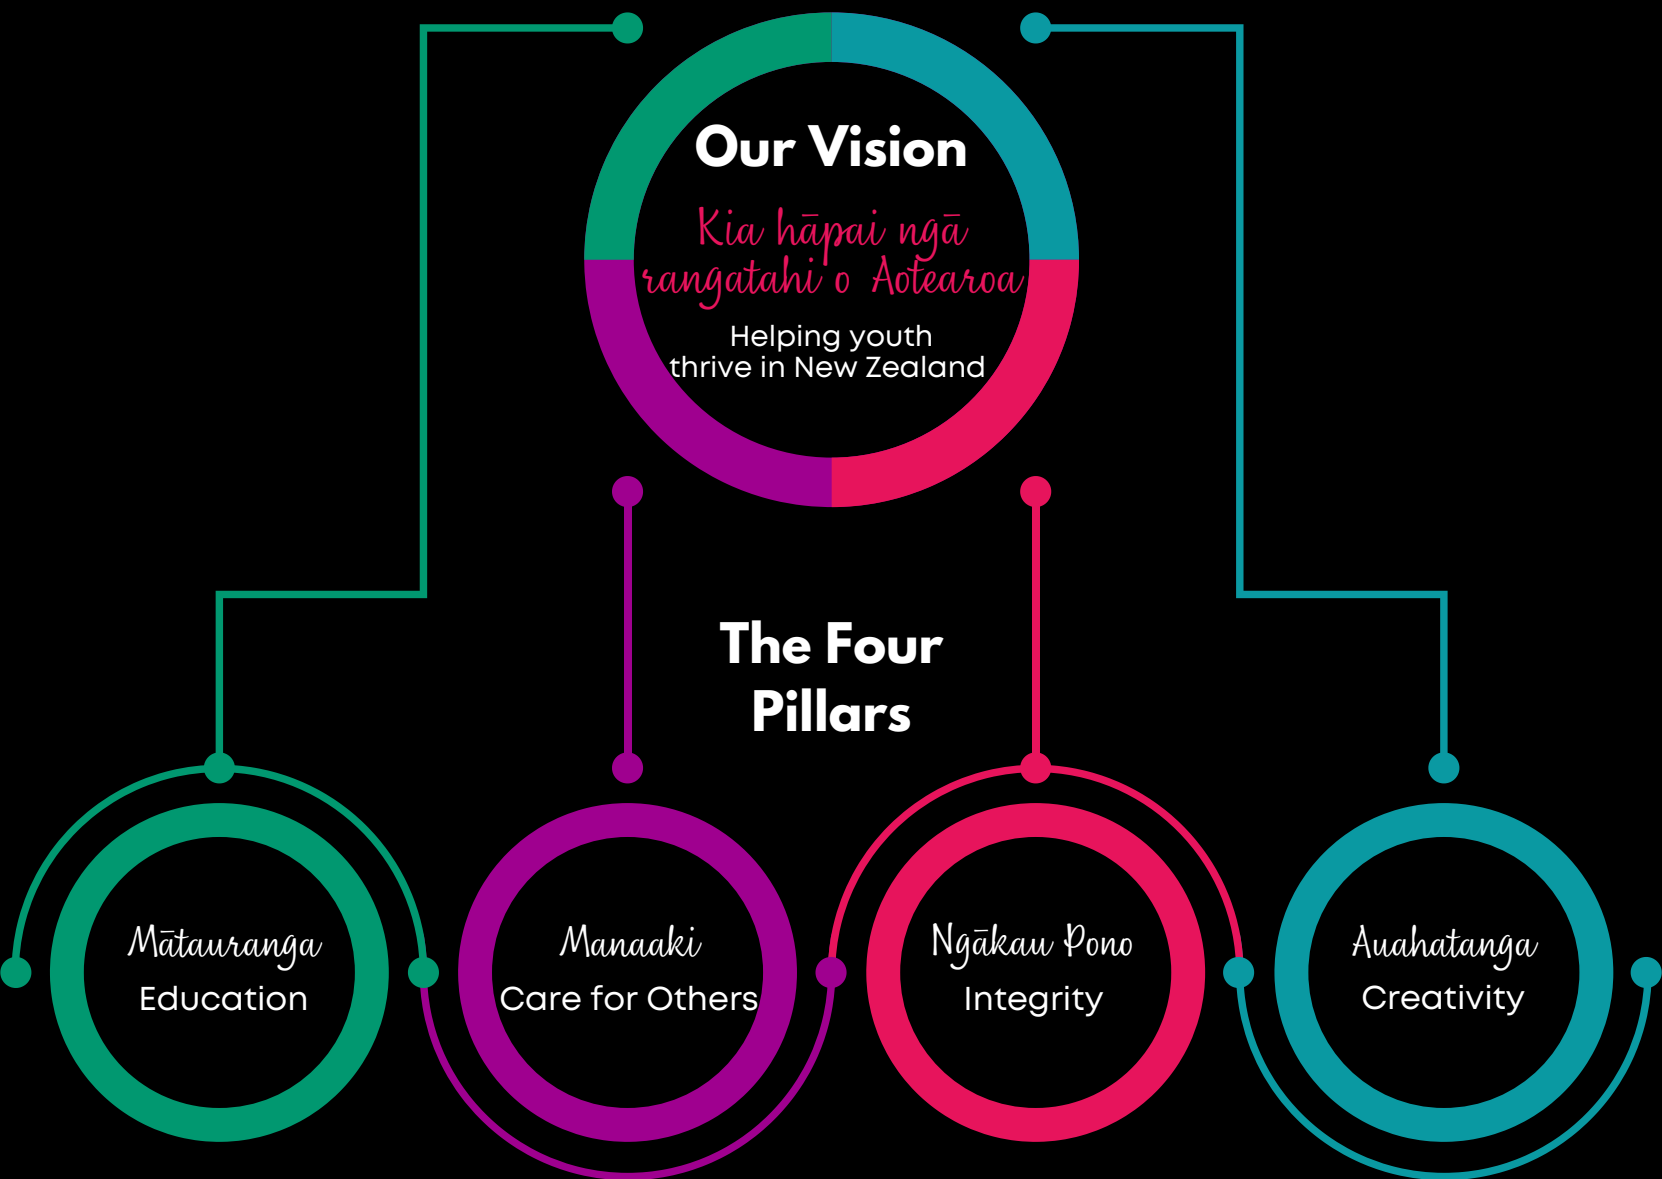 Our Vision
Kia hāpai ngā
rangatahi o Aotearoa
Helping youth
thrive in New Zealand
The Four
Pillars
Mātauranga
Education
Manaaki
Care for Others
Ngākau Pono
Integrity
Auahatanga
Creativity